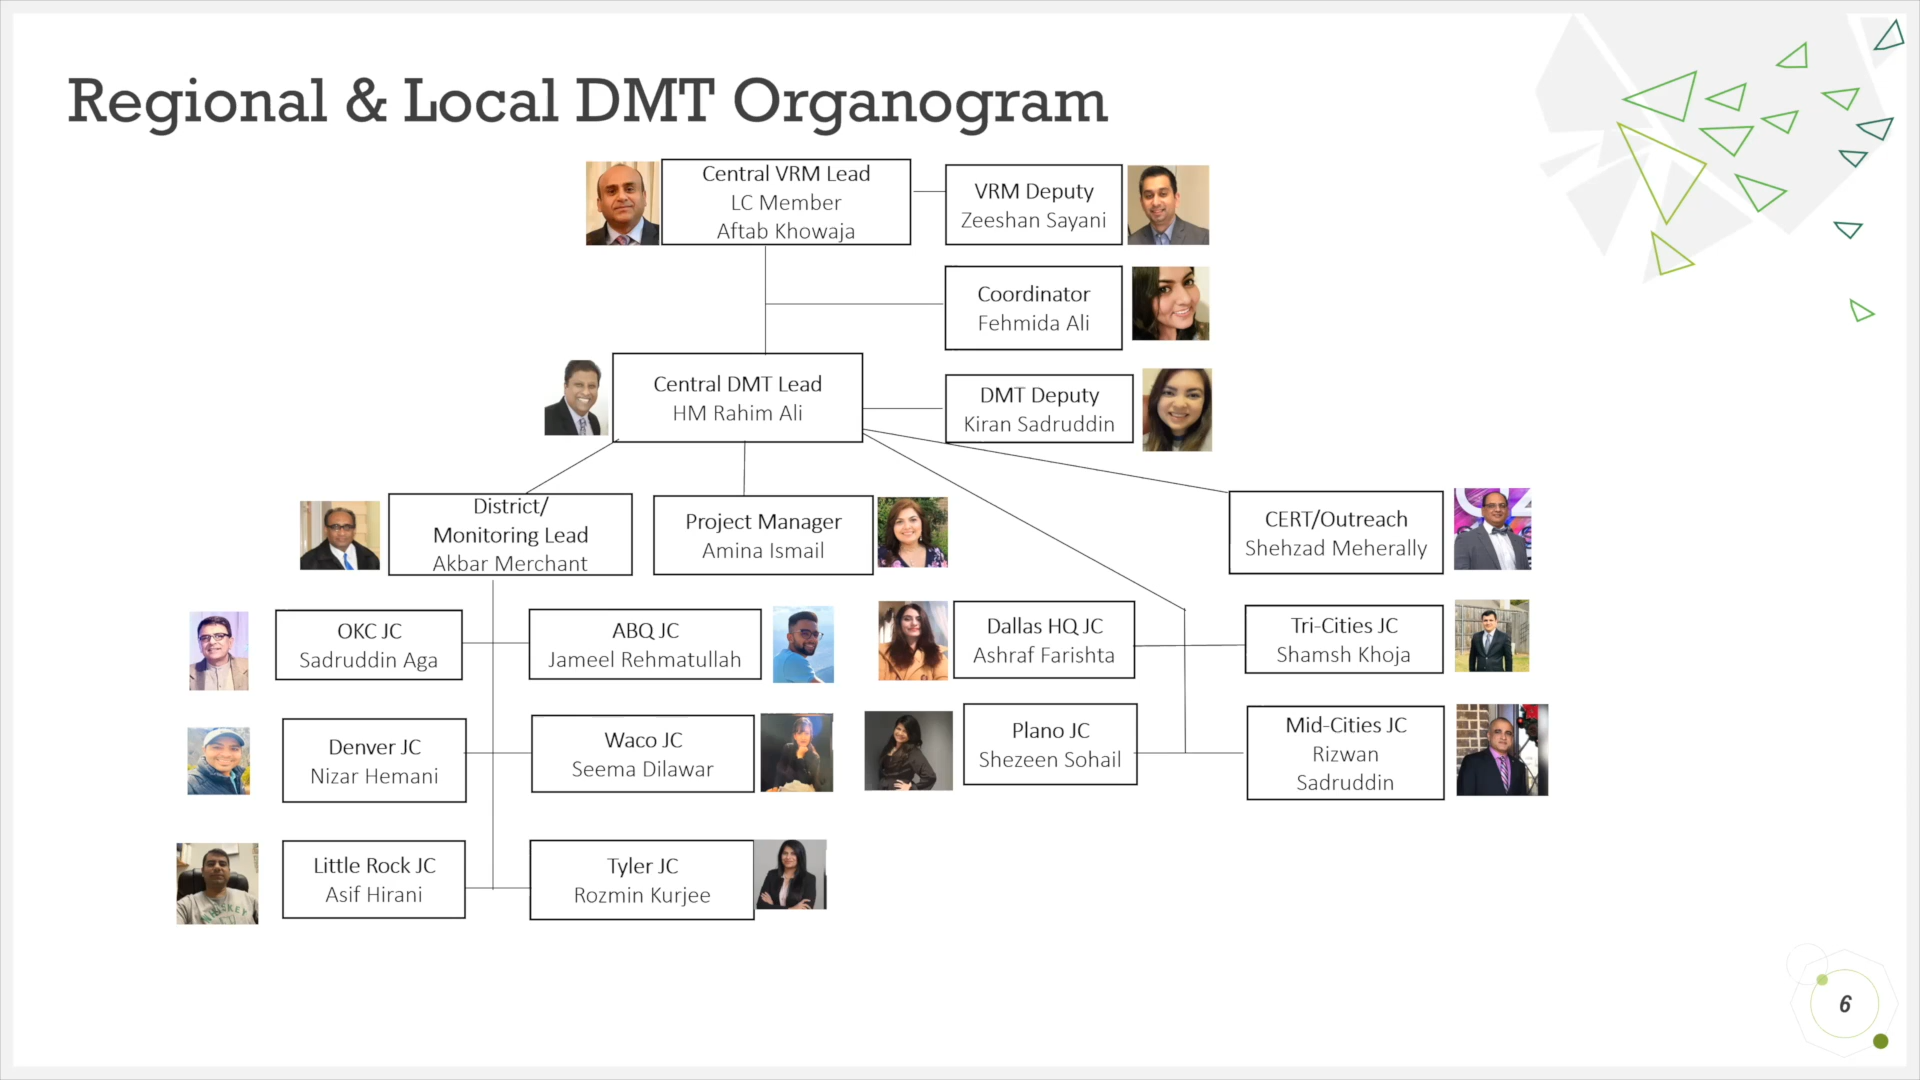 Regional & Local DMT Organogram
Central VRM Lead
LC Member
Aftab Khowaja
VRM Deputy
Zeeshan Sayani
Coordinator
Fehmida Ali
Central DMT Lead
HM Rahim Ali
DMT Deputy
Kiran Sadruddin
District/
Monitoring Lead
Akbar Merchant
Project Manager
Amina Ismail
CERT/Outreach
Shehzad Meherally
OKC JC
Sadruddin Aga
ABQ JC
Jameel Rehmatullah
Dallas HQ JC
Ashraf Farishta
Tri-Cities JC
Shamsh Khoja
Denver JC
Nizar Hemani
Waco JC
Seema Dilawar
Plano JC
Shezeen Sohail
Mid-Cities JC
Rizwan
Sadruddin
Little Rock JC
Asif Hirani
Tyler JC
Rozmin Kurjee
6